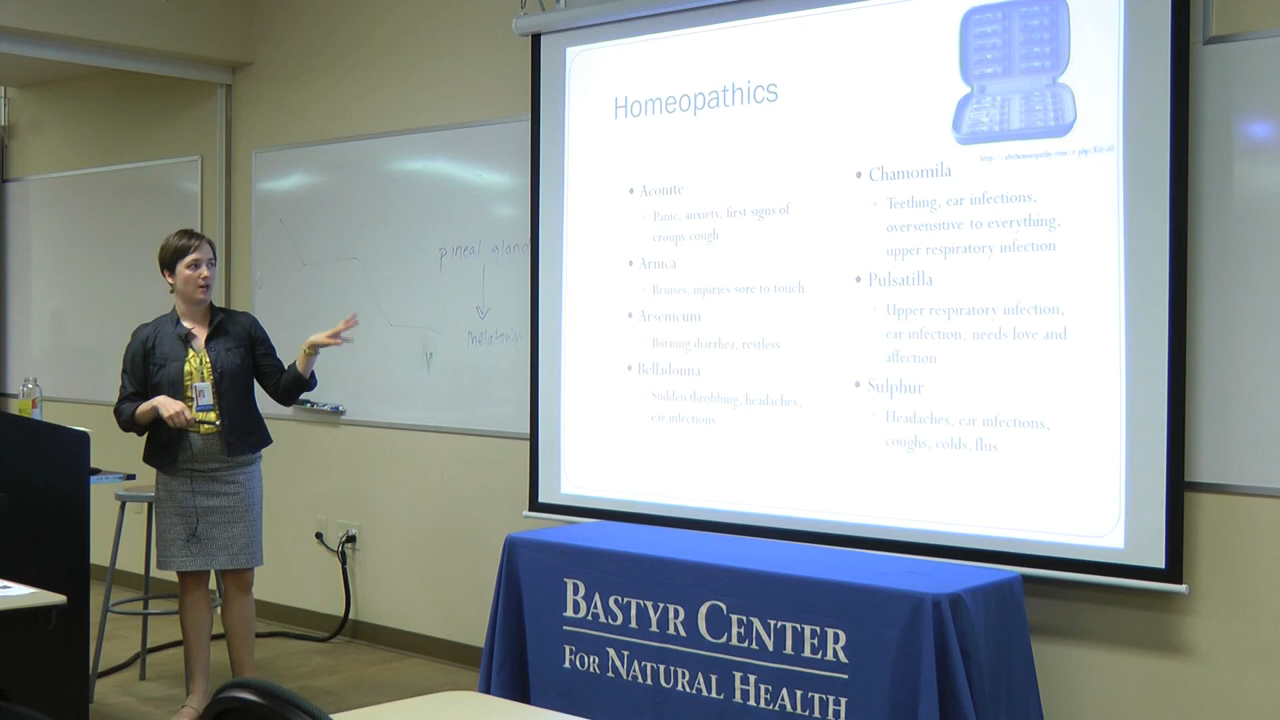 Homeopathics
• Aconite
Panic, anxiety, first signs of
croupy cough
• Arnica
Bruises, injuries sore to touch
• Arsenicum
Burning diarrhea, restless
• Belladonna
Sudden throbbing, headaches,
ear infections
• Chamomila
Teething, ear infections,
oversensitive to everything,
upper respiratory infection
• Pulsatilla
Upper respiratory infection,
ear infection, needs love and
affection
• Sulphur
Headaches, ear infections,
coughs, colds, flus
pineal gland
melatonin
BASTYR CENTER
FOR NATURAL HEALTH